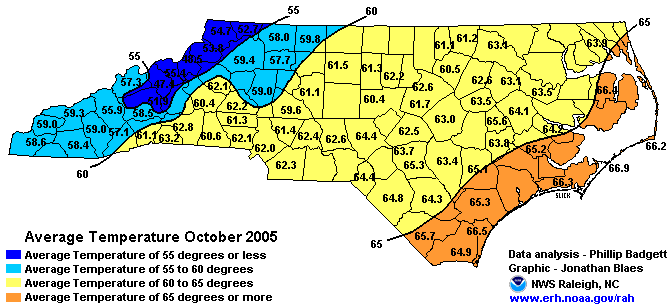 55 60 65
54.7 52.7 58.0 59.8 61.1 61.2 63.4 63.9
53.6 59.4 57.7 61.1 61.5 61.3 62.2 60.5 62.6 63.1 63.5
55 57.3 55.4 59.0 62.1 60.4 62.6 63.5 66.4
59.3 55.9 58.5 60.4 62.2 59.6 61.7 63.0 64.1
59.0 59.0 57.1 61.1 62.8 61.3 61.4 62.4 62.5 65.6 64.2
58.6 58.4 63.2 60.6 62.1 62.0 62.6 64.4 63.8 65.2 66.2
60 62.3 64.4 65.3 63.4 65.1 66.3 66.9
64.8 64.3 65.3 SLICK
65 65.7 66.5
64.9
Average Temperature October 2005
Average Temperature of 55 degrees or less
Average Temperature of 55 to 60 degrees
Average Temperature of 60 to 65 degrees
Average Temperature of 65 degrees or more
Data analysis - Phillip Badgett
Graphic - Jonathan Blaes
NWS Raleigh, NC
www.erh.noaa.gov/rah